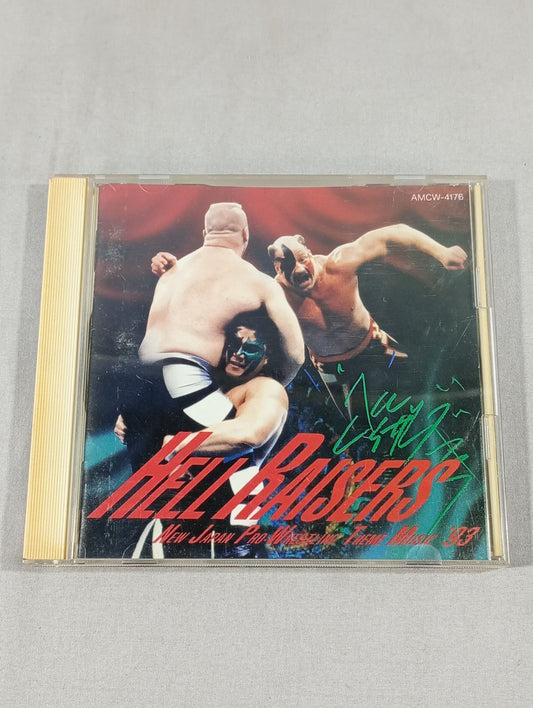 AMCW-4176
HELL RAISERS
NEW JAPAN PRO-WRESTLING THEME MUSIC '93